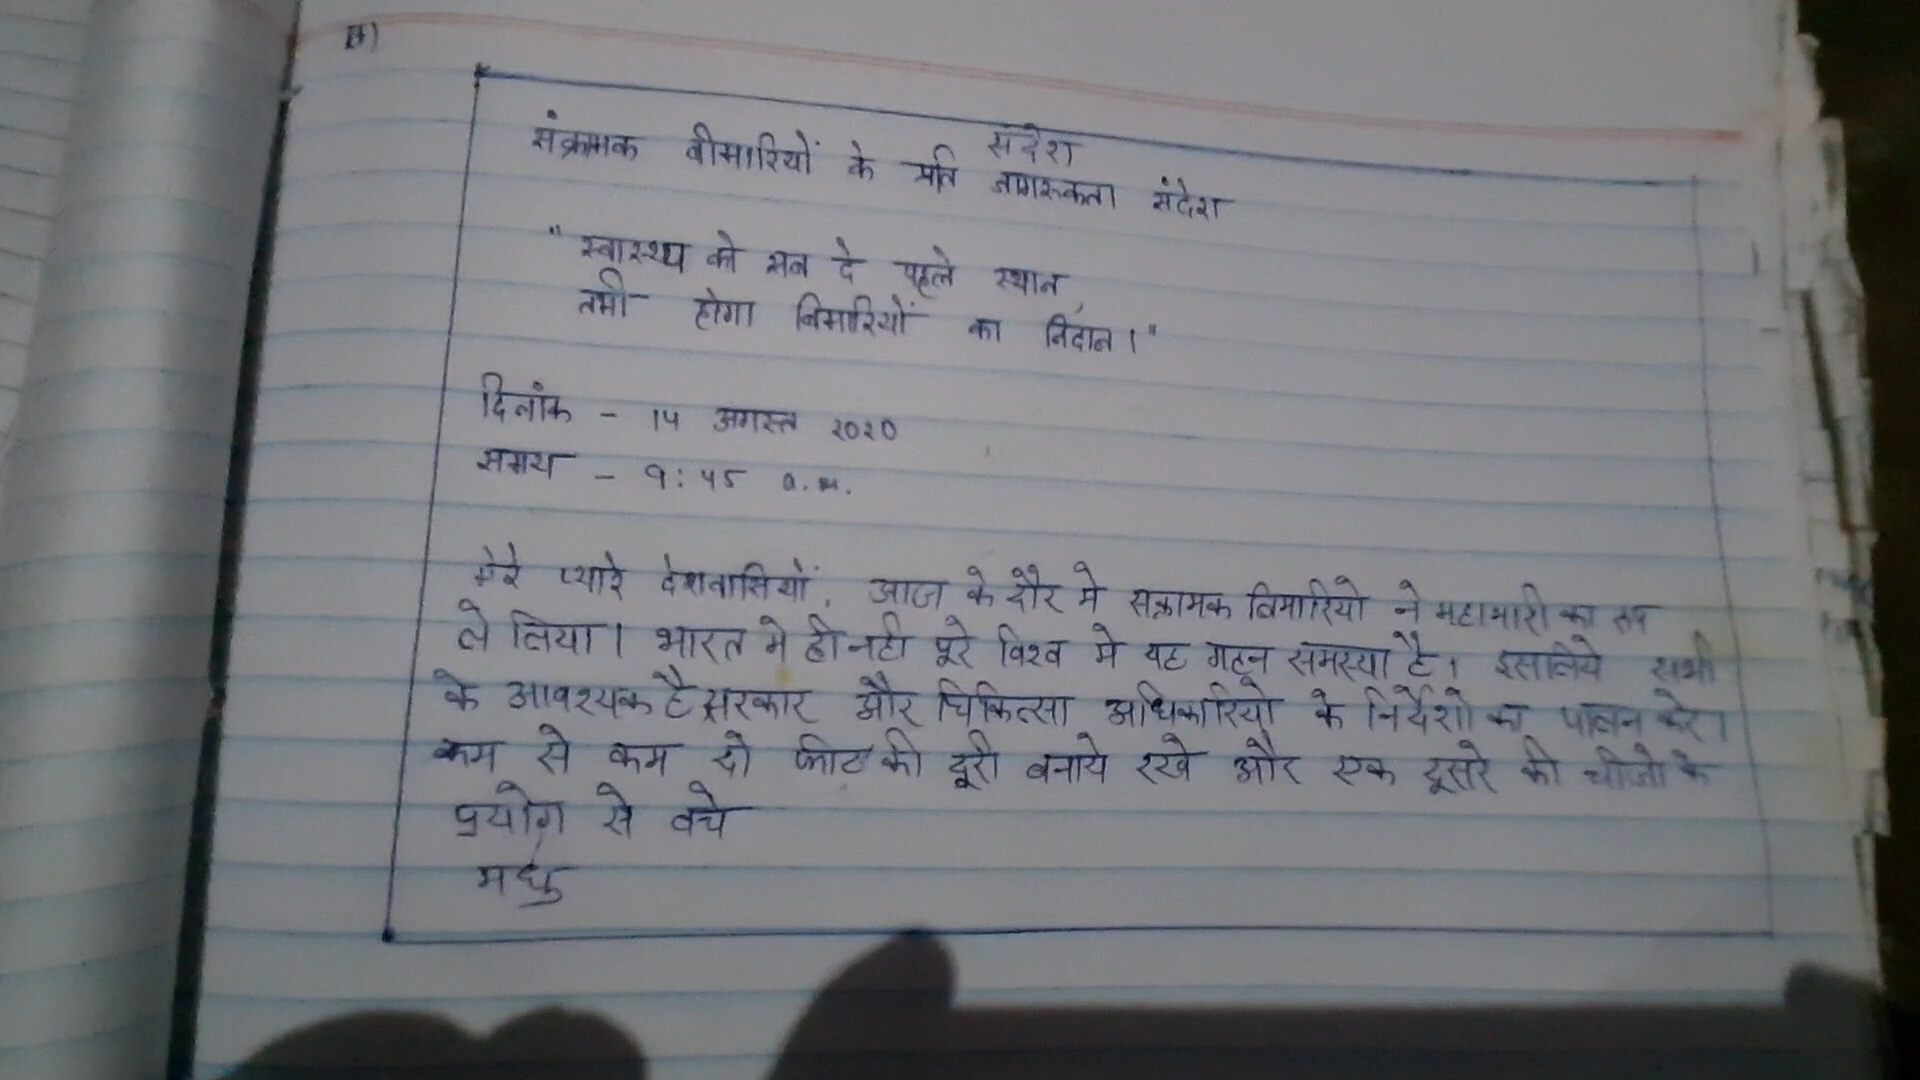 संदेश
संक्रामक बीमारियों के प्रति जागरूकता संदेश
" स्वास्थ्य को सब दे पहले स्थान,
तभी होगा बिमारियों का निदान । "
दिनांक - 14 अगस्त 2020
समय - 9:45 a.m.
मेरे प्यारे देशवासियों, आज के दौर मे सक्रामक बिमारियो ने महामारी का रूप
ले लिया । भारत मे ही नही पूरे विश्व मे यह गहन समस्या है । इसलिये सभी
के आवश्यक है सरकार और चिकित्सा अधिकारियो के निर्देशो का पालन करे ।
कम से कम दो फीट की दूरी बनाये रखे और एक दूसरे की चीजो के
प्रयोग से बचे
मधु